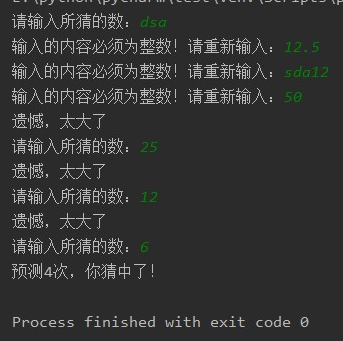 请输入所猜的数：dsa
输入的内容必须为整数！请重新输入：12.5
输入的内容必须为整数！请重新输入：sda12
输入的内容必须为整数！请重新输入：50
遗憾，太大了
请输入所猜的数：25
遗憾，太大了
请输入所猜的数：12
遗憾，太大了
请输入所猜的数：6
预测4次，你猜中了！
Process finished with exit code 0